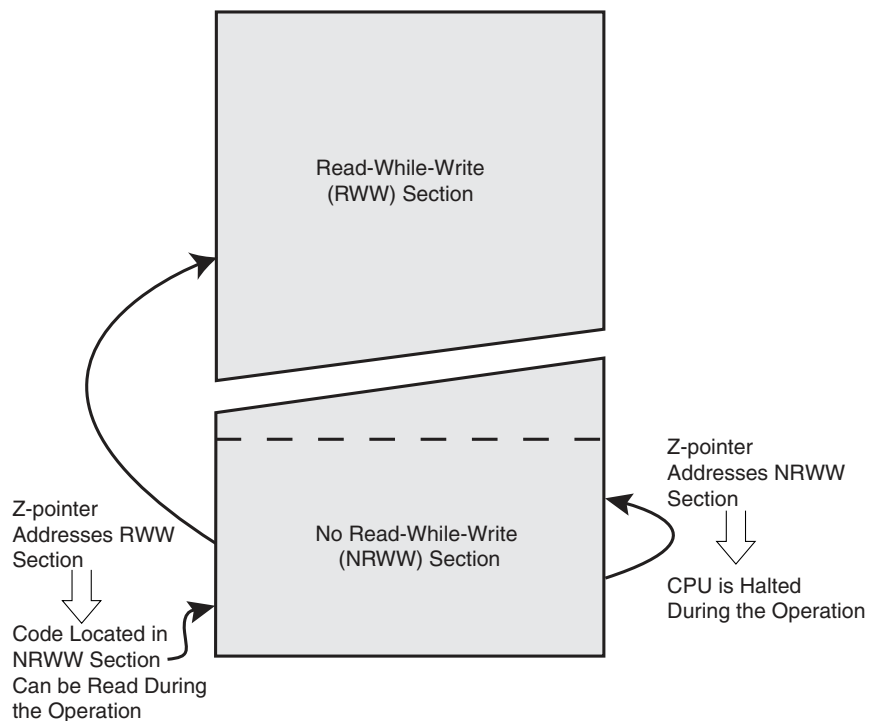 Read-While-Write
(RWW) Section
Z-pointer
Addresses NRWW
Section
Z-pointer
Addresses RWW
Section
No Read-While-Write
(NRWW) Section
CPU is Halted
During the Operation
Code Located in
NRWW Section
Can be Read During
the Operation